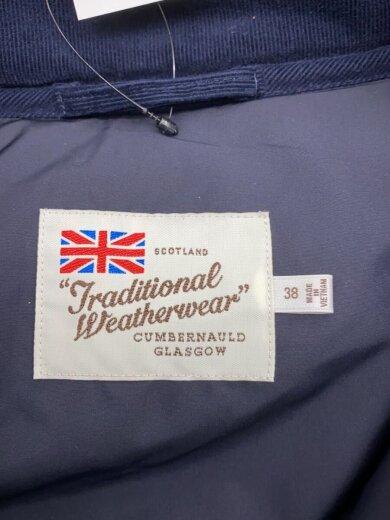 SCOTLAND
"Traditional
Weatherwear"
CUMBERNAULD
GLASGOW
38
MADE
IN
VIETNAM